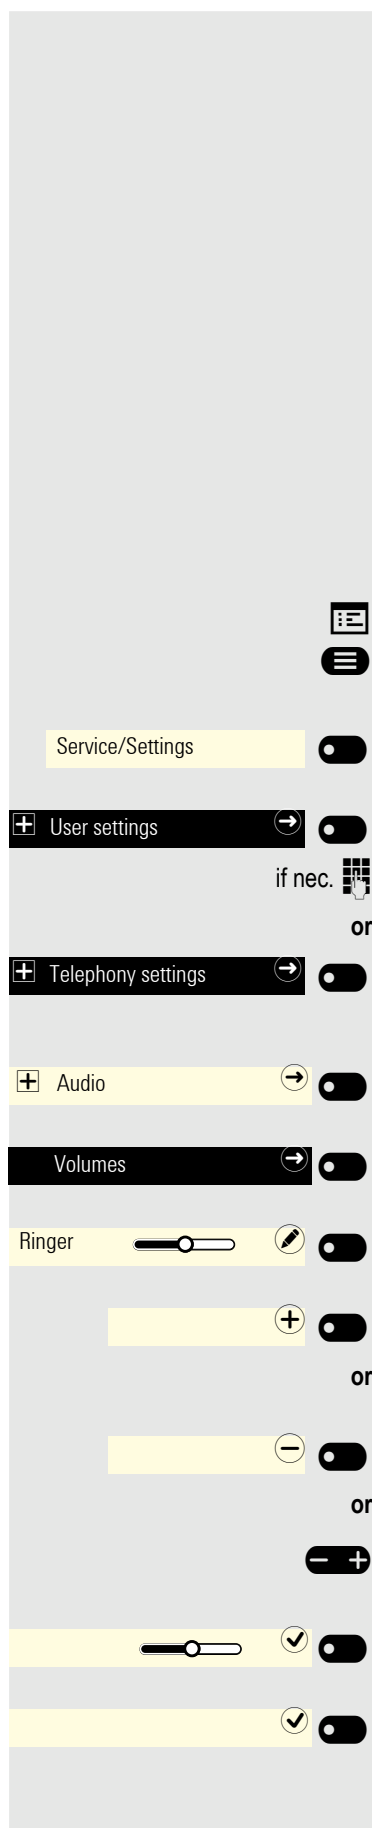 Service/Settings
User settings
if nec.
or
Telephony settings
Audio
Volumes
Ringer
or
or